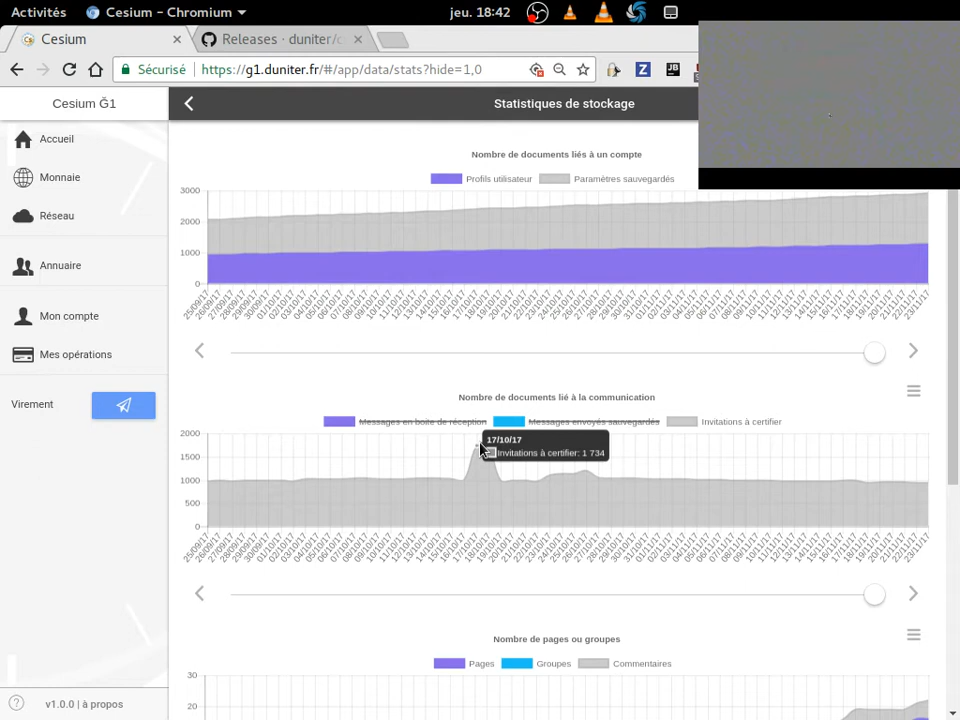 Activités Cesium – Chromium jeu. 18:42
Cesium Releases · duniter/c
Sécurisé https://g1.duniter.fr/#/app/data/stats?hide=1,0
Cesium Ğ1
Statistiques de stockage
Accueil
Monnaie
Réseau
Annuaire
Mon compte
Mes opérations
Virement
v1.0.0 | à propos
Nombre de documents liés à un compte
Profils utilisateur Paramètres sauvegardés
3000
2000
1000
0
Nombre de documents lié à la communication
Messages en boite de réception Messages envoyés sauvegardés Invitations à certifier
2000
1500
1000
500
0
17/10/17
Invitations à certifier: 1 734
Nombre de pages ou groupes
Pages Groupes Commentaires
30
20